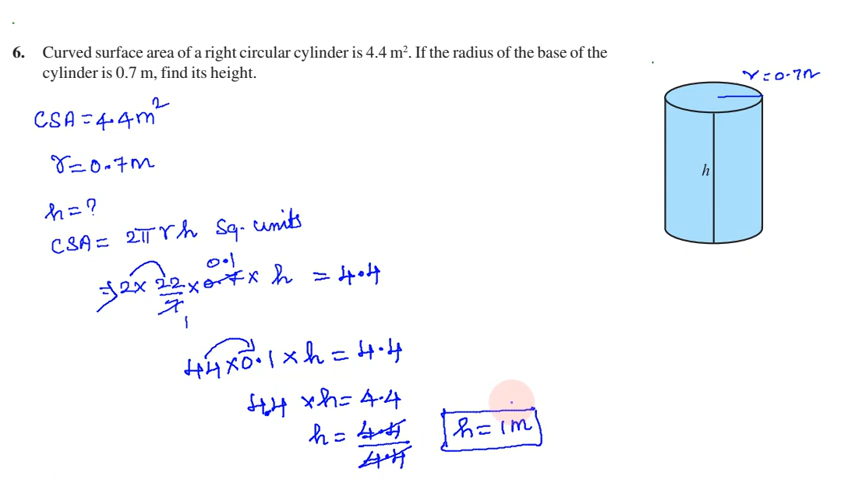 6. Curved surface area of a right circular cylinder is 4.4 m². If the radius of the base of the
cylinder is 0.7 m, find its height.
r=0.7m
CSA=4.4m²
r=0.7m
h=?
CSA= 2πrh Sq. units
0.1
⇒2× 22/7 × 0.7 × h = 4.4
1
44×0.1×h=4.4
4.4 ×h=4.4
h= 4.4/4.4
h=1m
h